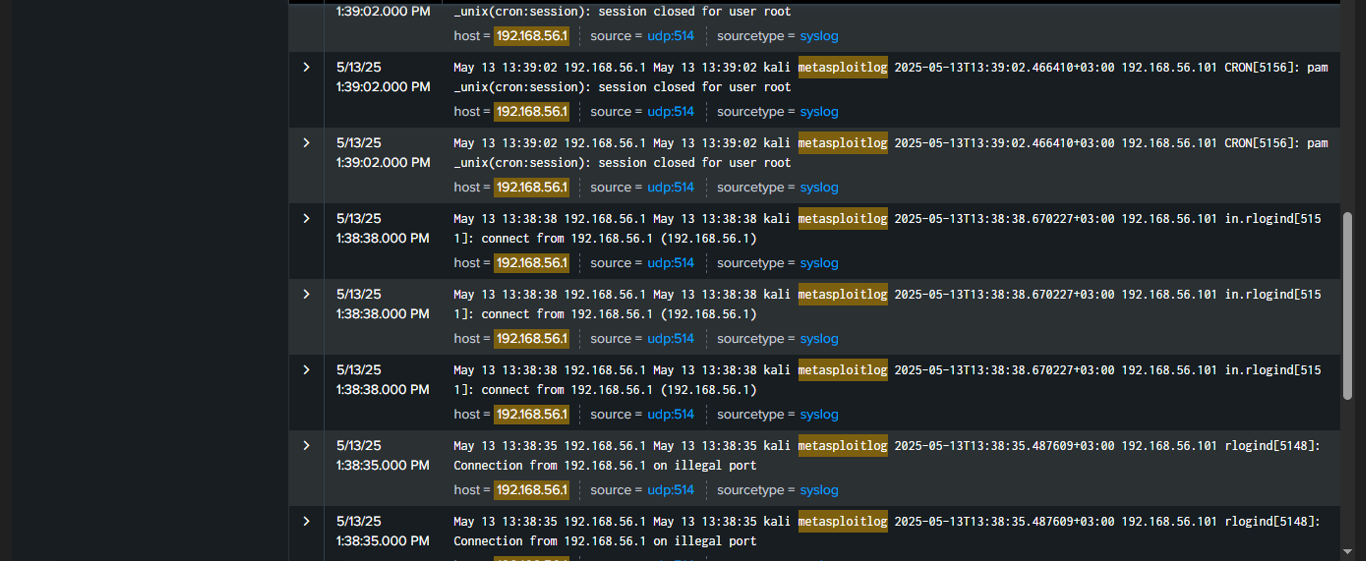 1:39:02.000 PM _unix(cron:session): session closed for user root
host = 192.168.56.1 source = udp:514 sourcetype = syslog
5/13/25 May 13 13:39:02 192.168.56.1 May 13 13:39:02 kali metasploitlog 2025-05-13T13:39:02.466410+03:00 192.168.56.101 CRON[5156]: pam
1:39:02.000 PM _unix(cron:session): session closed for user root
host = 192.168.56.1 source = udp:514 sourcetype = syslog
5/13/25 May 13 13:39:02 192.168.56.1 May 13 13:39:02 kali metasploitlog 2025-05-13T13:39:02.466410+03:00 192.168.56.101 CRON[5156]: pam
1:39:02.000 PM _unix(cron:session): session closed for user root
host = 192.168.56.1 source = udp:514 sourcetype = syslog
5/13/25 May 13 13:38:38 192.168.56.1 May 13 13:38:38 kali metasploitlog 2025-05-13T13:38:38.670227+03:00 192.168.56.101 in.rlogind[515
1:38:38.000 PM 1]: connect from 192.168.56.1 (192.168.56.1)
host = 192.168.56.1 source = udp:514 sourcetype = syslog
5/13/25 May 13 13:38:38 192.168.56.1 May 13 13:38:38 kali metasploitlog 2025-05-13T13:38:38.670227+03:00 192.168.56.101 in.rlogind[515
1:38:38.000 PM 1]: connect from 192.168.56.1 (192.168.56.1)
host = 192.168.56.1 source = udp:514 sourcetype = syslog
5/13/25 May 13 13:38:38 192.168.56.1 May 13 13:38:38 kali metasploitlog 2025-05-13T13:38:38.670227+03:00 192.168.56.101 in.rlogind[515
1:38:38.000 PM 1]: connect from 192.168.56.1 (192.168.56.1)
host = 192.168.56.1 source = udp:514 sourcetype = syslog
5/13/25 May 13 13:38:35 192.168.56.1 May 13 13:38:35 kali metasploitlog 2025-05-13T13:38:35.487609+03:00 192.168.56.101 rlogind[5148]:
1:38:35.000 PM Connection from 192.168.56.1 on illegal port
host = 192.168.56.1 source = udp:514 sourcetype = syslog
5/13/25 May 13 13:38:35 192.168.56.1 May 13 13:38:35 kali metasploitlog 2025-05-13T13:38:35.487609+03:00 192.168.56.101 rlogind[5148]:
1:38:35.000 PM Connection from 192.168.56.1 on illegal port